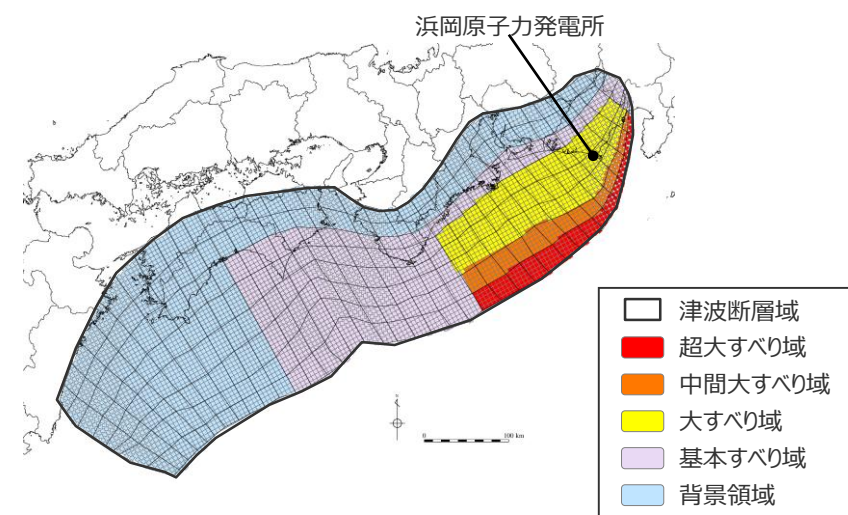 浜岡原子力発電所
0
100 km
津波断層域
超大すべり域
中間大すべり域
大すべり域
基本すべり域
背景領域